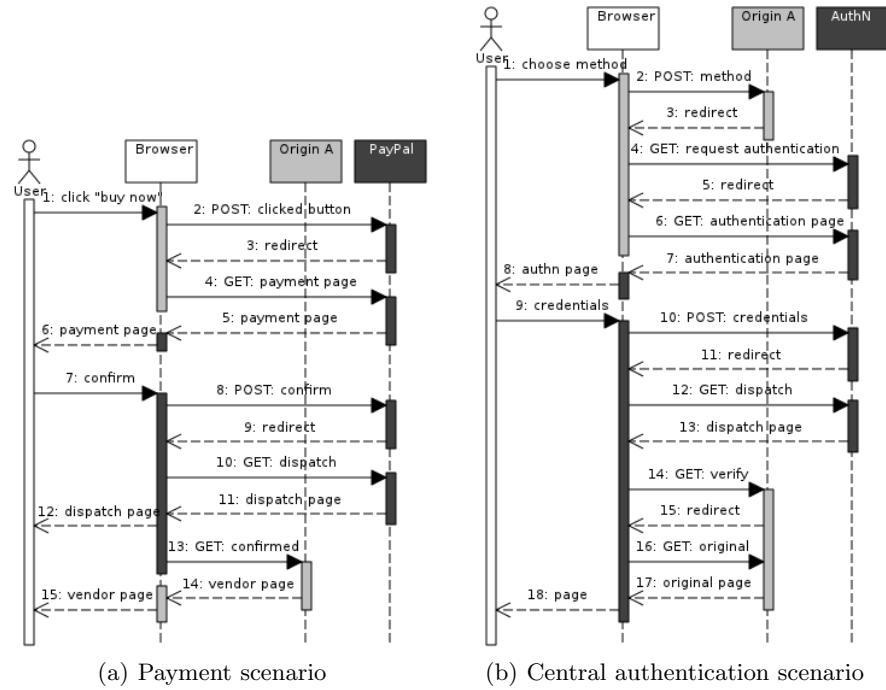 Browser
Origin A
PayPal
User
1: click "buy now"
2: POST: clicked button
3: redirect
4: GET: payment page
5: payment page
6: payment page
7: confirm
8: POST: confirm
9: redirect
10: GET: dispatch
11: dispatch page
12: dispatch page
13: GET: confirmed
14: vendor page
15: vendor page
(a) Payment scenario
Browser
Origin A
AuthN
User
1: choose method
2: POST: method
3: redirect
4: GET: request authentication
5: redirect
6: GET: authentication page
7: authentication page
8: authn page
9: credentials
10: POST: credentials
11: redirect
12: GET: dispatch
13: dispatch page
14: GET: verify
15: redirect
16: GET: original
17: original page
18: page
(b) Central authentication scenario